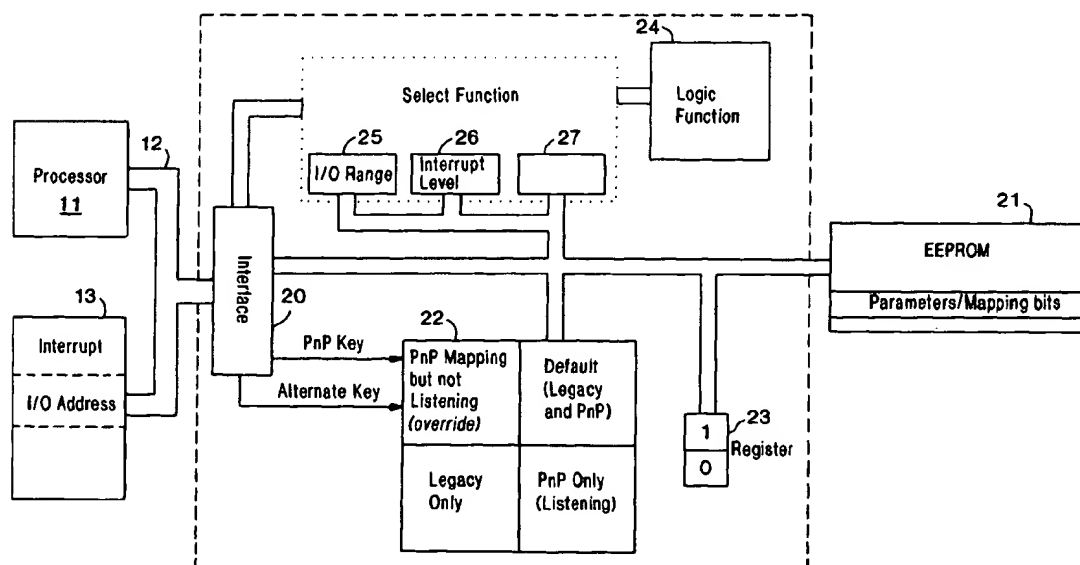 24
Logic
Function
Select Function
25
I/O Range
26
Interrupt
Level
27
12
Processor
11
13
Interrupt
I/O Address
Interface
20
PnP Key
Alternate Key
22
PnP Mapping
but not
Listening
(override)
Default
(Legacy
and PnP)
Legacy
Only
PnP Only
(Listening)
23
1
0
Register
21
EEPROM
Parameters/Mapping bits